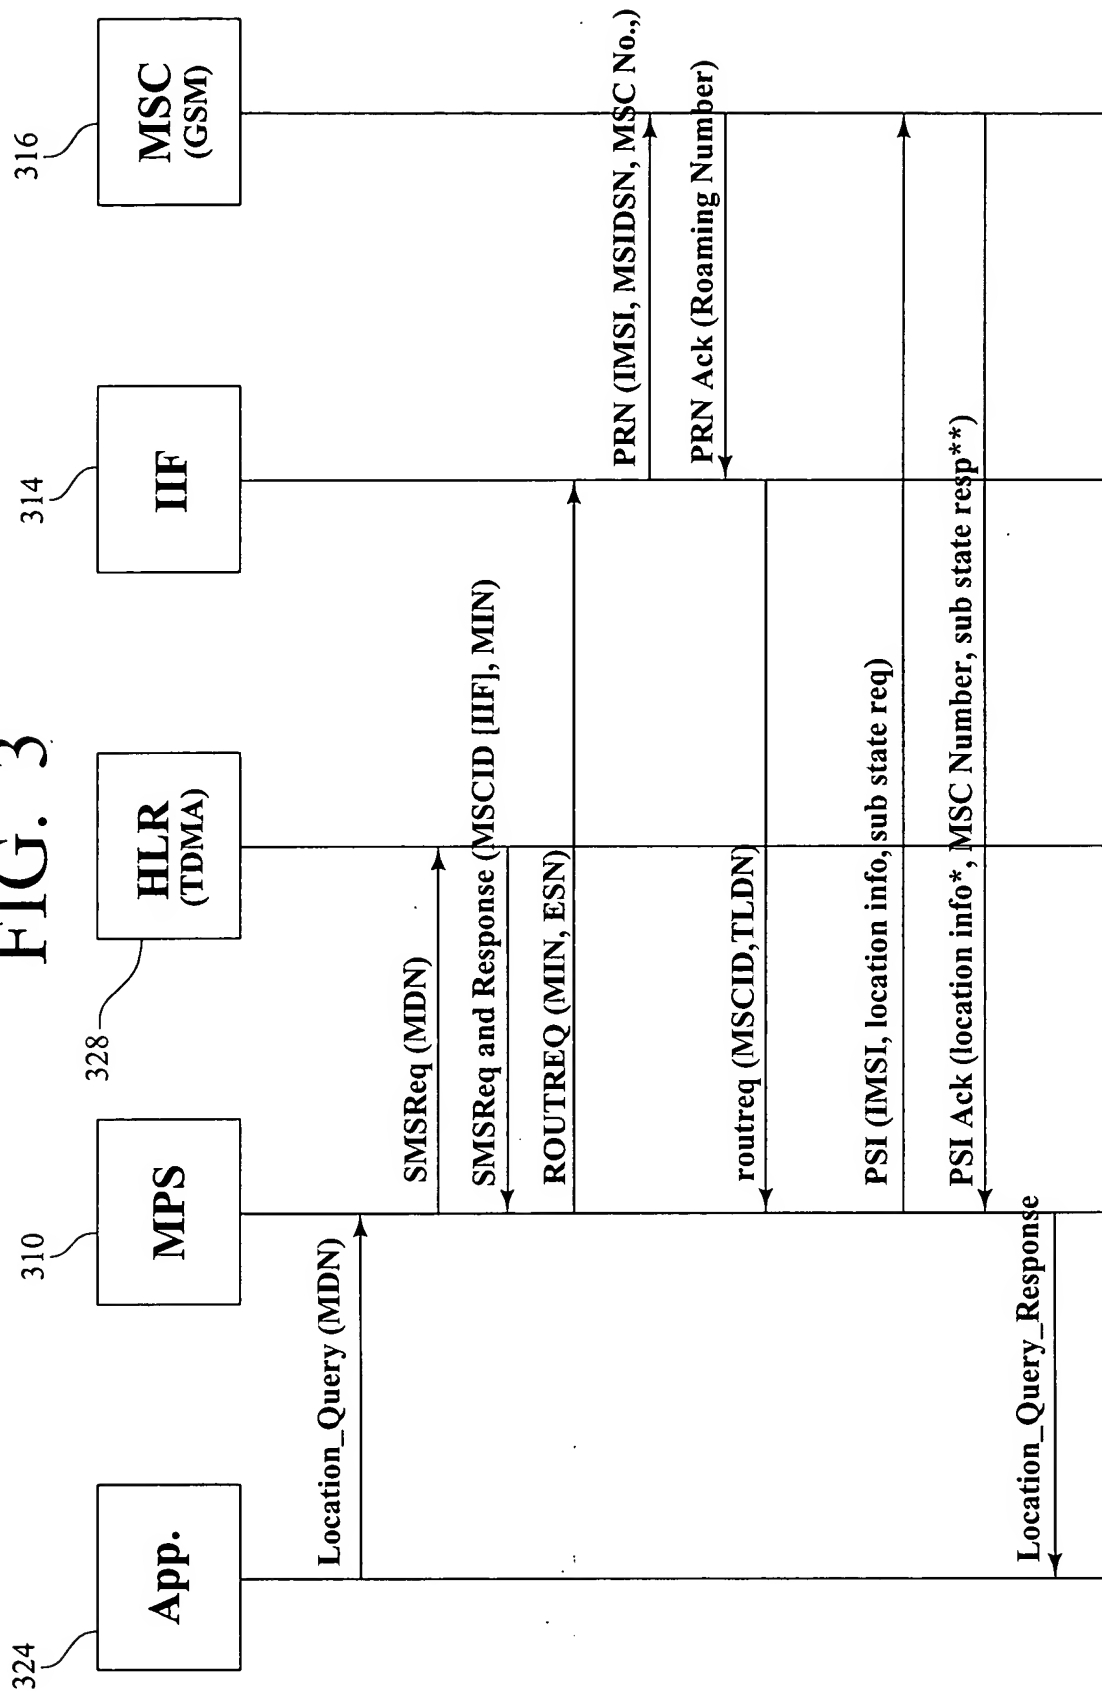 FIG. 3
324
310
328
314
316
App.
MPS
HLR
(TDMA)
IIF
MSC
(GSM)
Location_Query (MDN)
SMSReq (MDN)
SMSReq and Response (MSCID [IIF], MIN)
ROUTREQ (MIN, ESN)
PRN (IMSI, MSIDSN, MSC No.,)
PRN Ack (Roaming Number)
routreq (MSCID,TLDN)
PSI (IMSI, location info, sub state req)
PSI Ack (location info*, MSC Number, sub state resp**)
Location_Query_Response